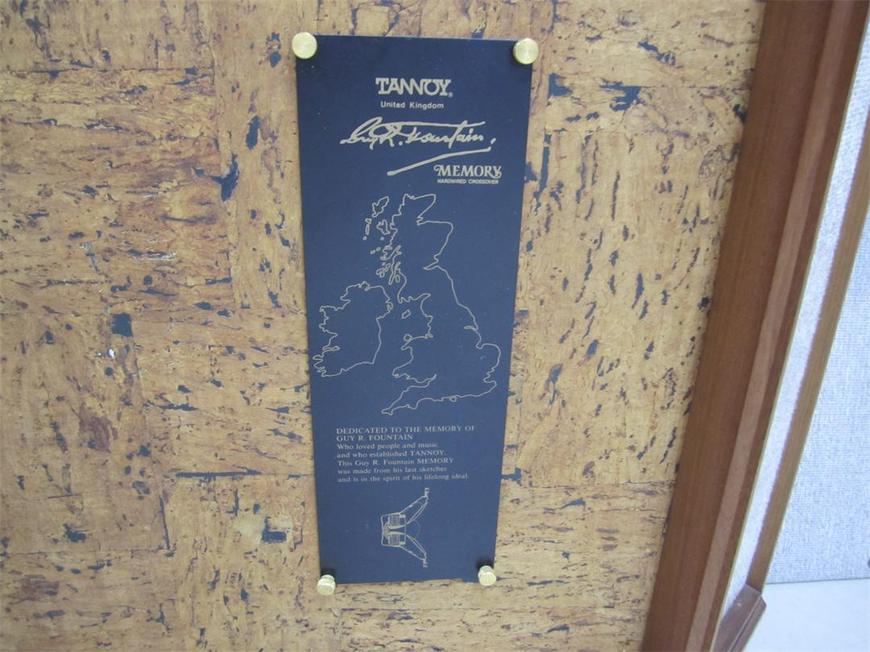 TANNOY®
United Kingdom
Guy R. Fountain.
MEMORY
HARDWIRED CROSSOVER
DEDICATED TO THE MEMORY OF
GUY R. FOUNTAIN
Who loved people and music
and who established TANNOY.
This Guy R. Fountain MEMORY
was made from his last sketches
and is in the spirit of his lifelong ideal.